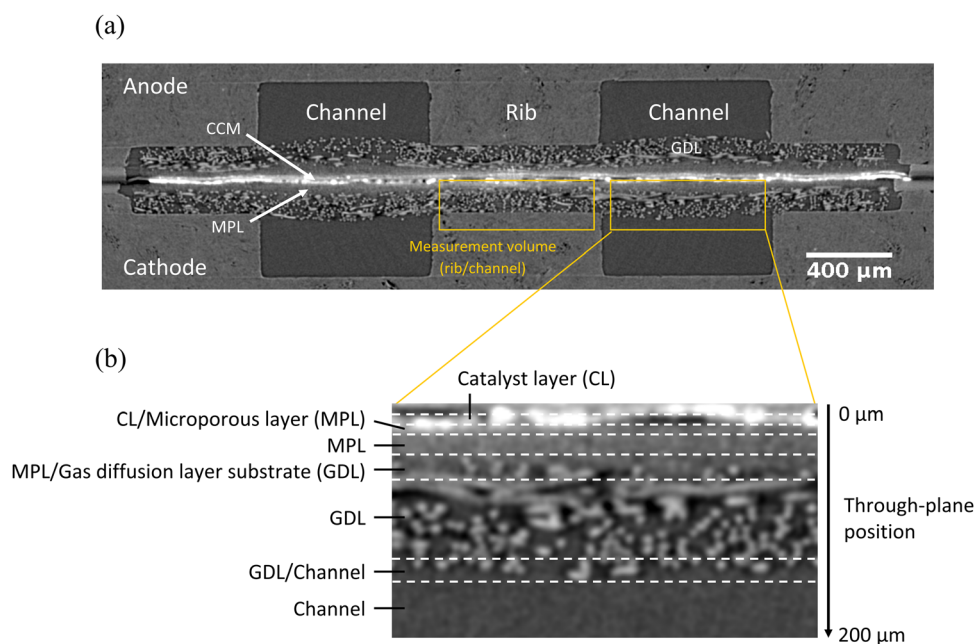 (a)
Anode
Channel
Rib
Channel
CCM
GDL
MPL
Measurement volume
(rib/channel)
Cathode
400 μm
(b)
Catalyst layer (CL)
0 μm
CL/Microporous layer (MPL)
MPL
MPL/Gas diffusion layer substrate (GDL)
GDL
Through-plane
position
GDL/Channel
Channel
200 μm